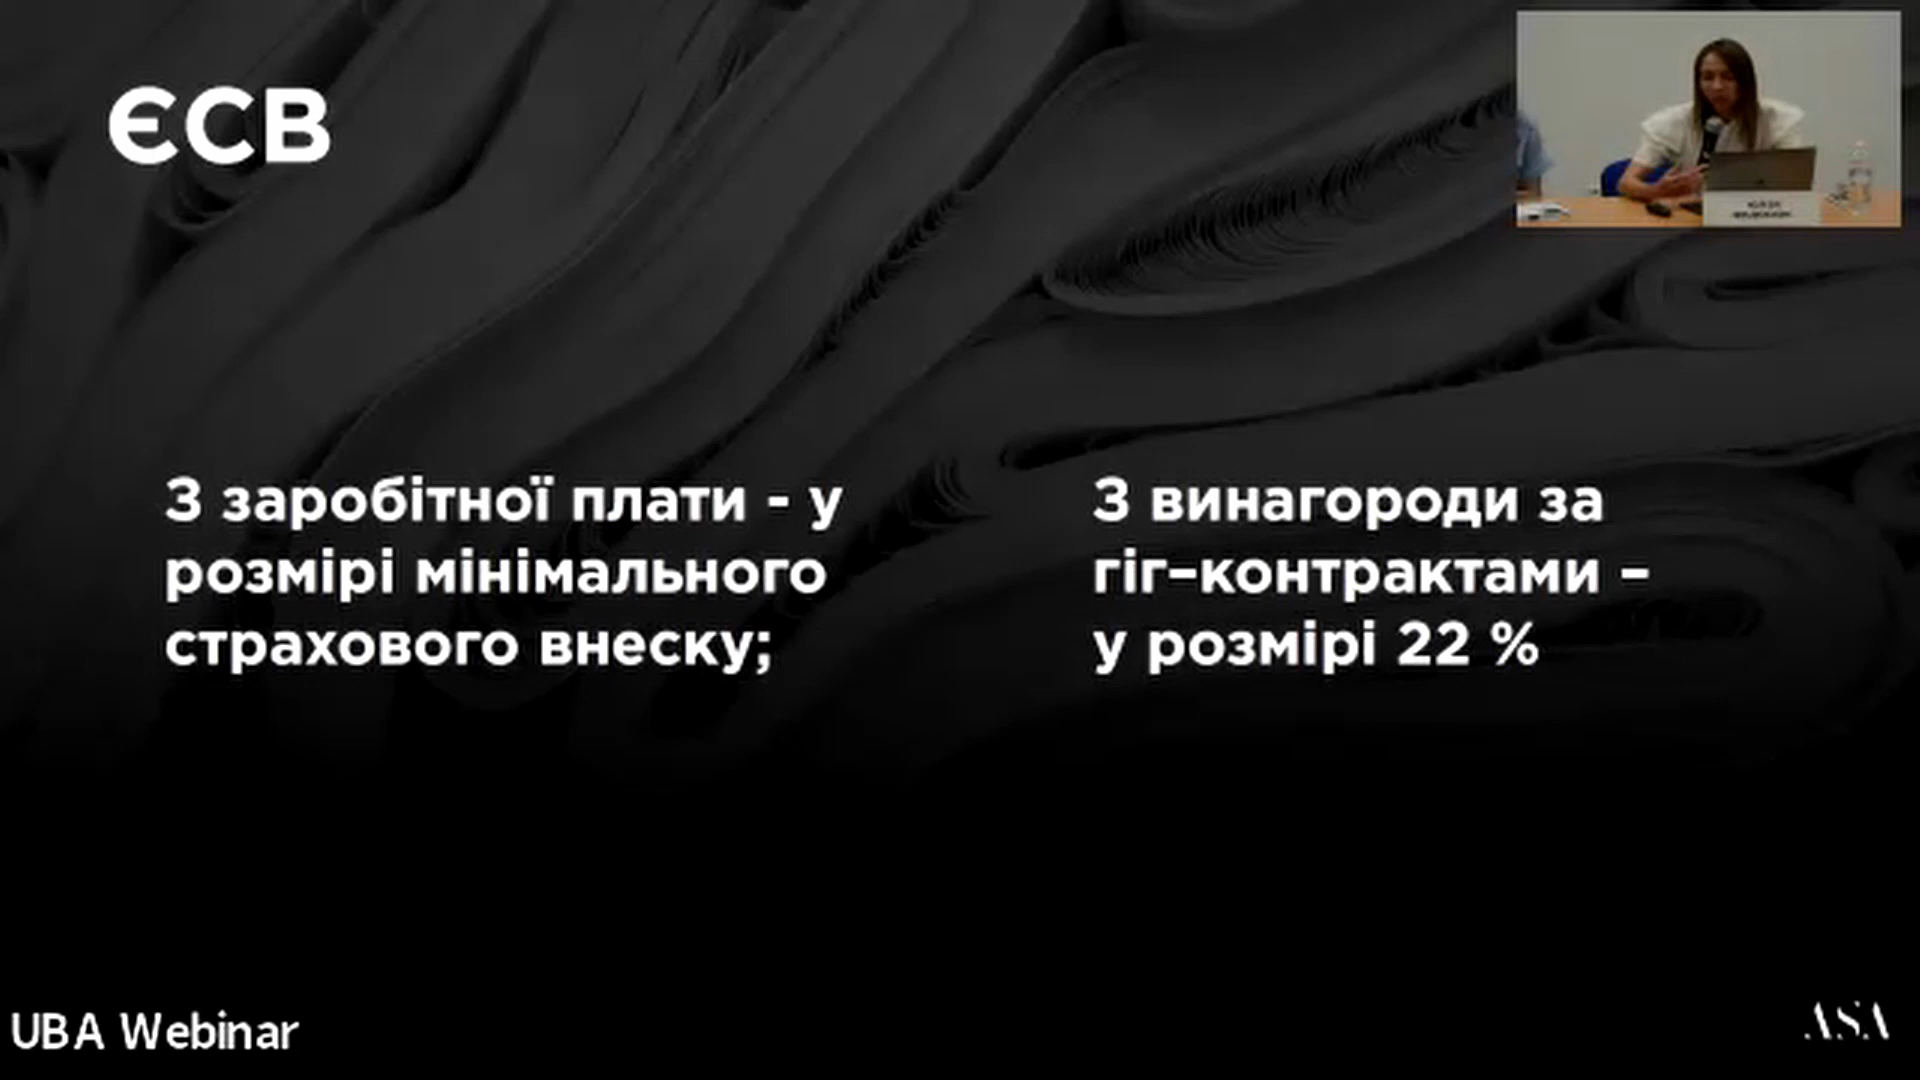 ЄСВ
З заробітної плати - у
розмірі мінімального
страхового внеску;
З винагороди за
гіг–контрактами –
у розмірі 22 %
UBA Webinar
ASA